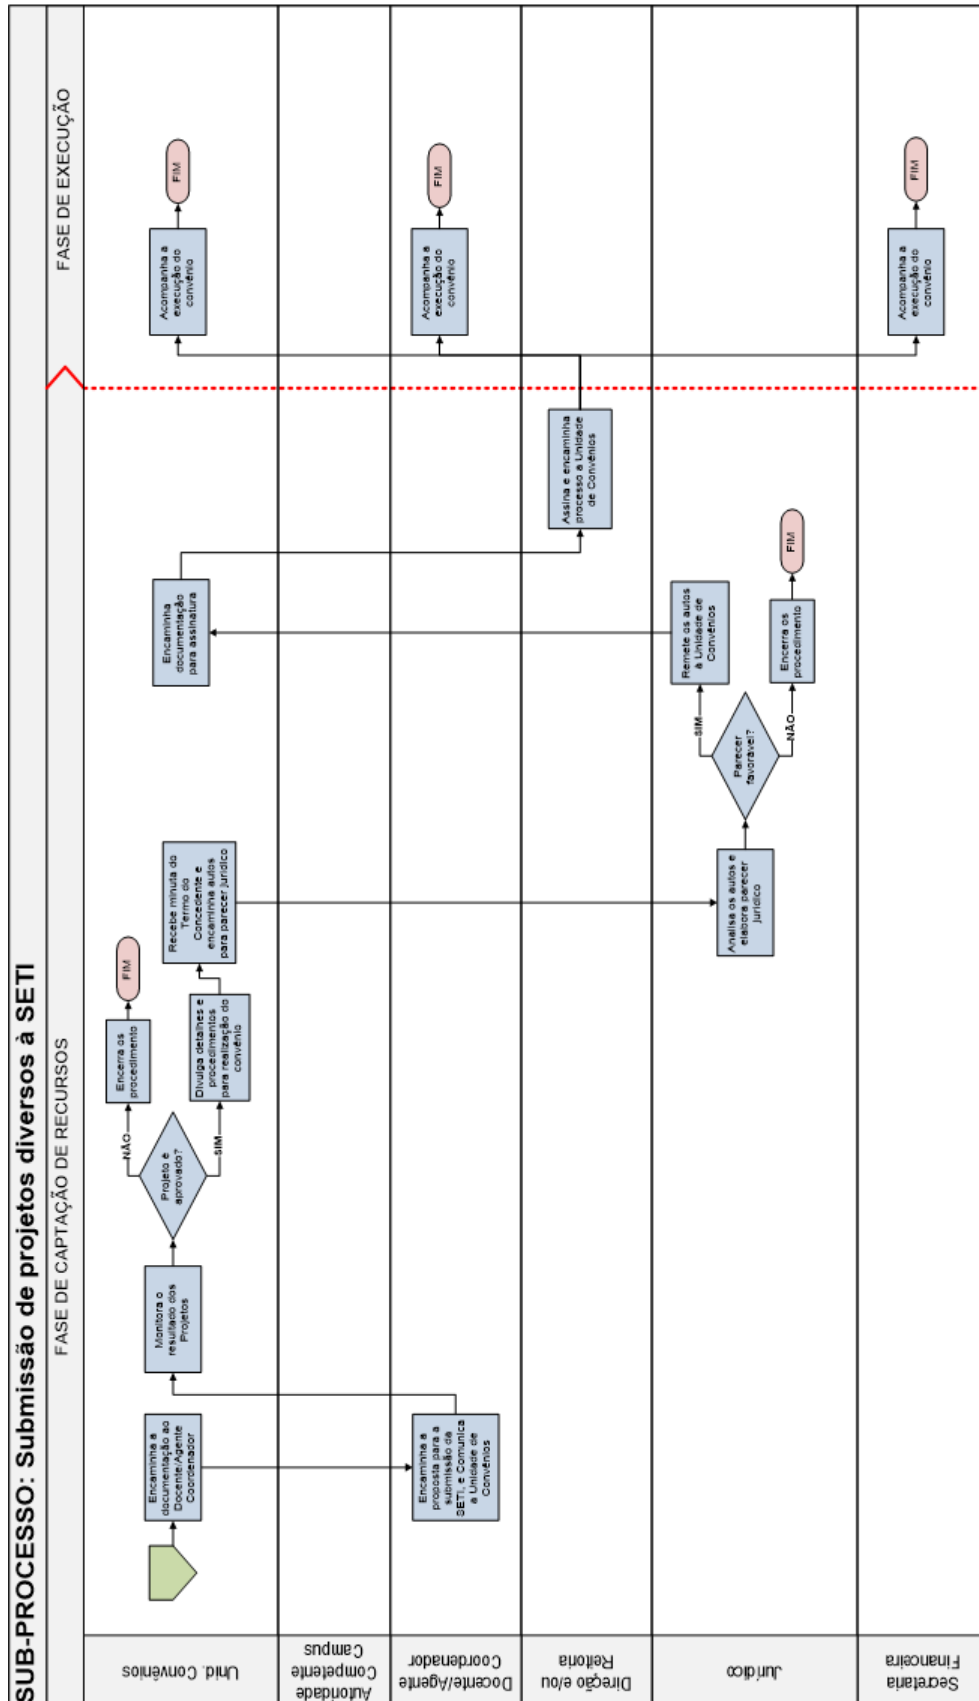 SUB-PROCESSO: Submissão de projetos diversos à SETI
FASE DE CAPTAÇÃO DE RECURSOS
FASE DE EXECUÇÃO
Unid. Convênios
Encaminha a
documentação ao
Docente/Agente
Coordenador
Monitora o
resultado dos
Projetos
Projeto é
aprovado?
NÃO
Encerra os
procedimento
FIM
SIM
Divulga detalhes e
procedimentos
para realização do
convênio
Recebe minuta do
Termo do
Concedente e
encaminha autos
para parecer jurídico
Encaminha
documentação
para assinatura
Acompanha a
execução do
convênio
FIM
Autoridade
Competente
Campus
Docente/Agente
Coordenador
Encaminha a
proposta para a
submissão da
SETI, e Comunica
a Unidade de
Convênios
Acompanha a
execução do
convênio
FIM
Direção e/ou
Reitoria
Assina e encaminha
processo a Unidade
de Convênios
Jurídico
Analisa os autos e
elabora parecer
jurídico
Parecer
favorável?
SIM
Remete os autos
à Unidade de
Convênios
NÃO
Encerra os
procedimento
FIM
Secretaria
Financeira
Acompanha a
execução do
convênio
FIM